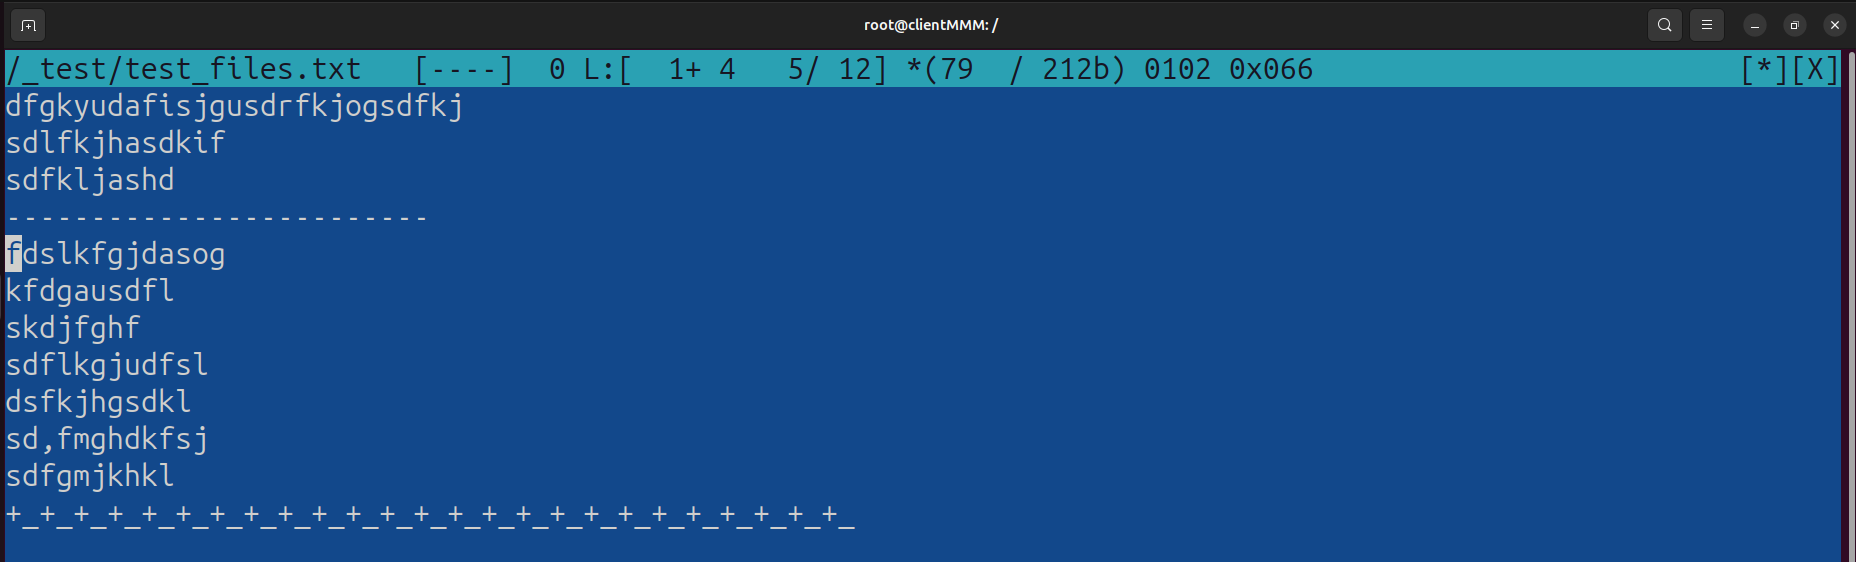 root@clientMMM: /
/_test/test_files.txt   [----]  0 L:[  1+ 4   5/ 12] *(79  / 212b) 0102 0x066 [*][X]
dfgkyudafisjgusdrfkjogsdfkj
sdlfkjhasdkif
sdfkljashd
-------------------------
fdslkfgjdasog
kfdgausdfl
skdjfghf
sdflkgjudfsl
dsfkjhgsdkl
sd,fmghdkfsj
sdfgmjkhkl
+_+_+_+_+_+_+_+_+_+_+_+_+_+_+_+_+_+_+_+_+_+_+_+_+_